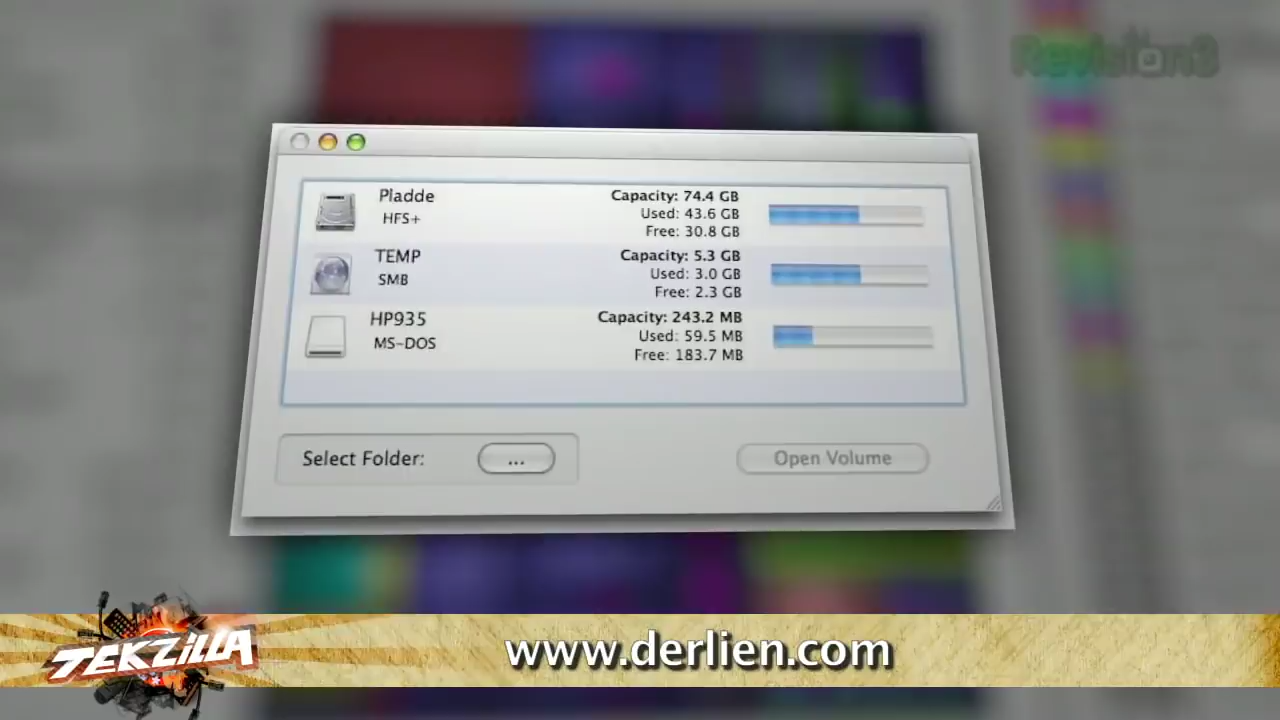 Revision3
Pladde
HFS+
Capacity: 74.4 GB
Used: 43.6 GB
Free: 30.8 GB
TEMP
SMB
Capacity: 5.3 GB
Used: 3.0 GB
Free: 2.3 GB
HP935
MS-DOS
Capacity: 243.2 MB
Used: 59.5 MB
Free: 183.7 MB
Select Folder:
...
Open Volume
TEKZILLA
www.derlien.com